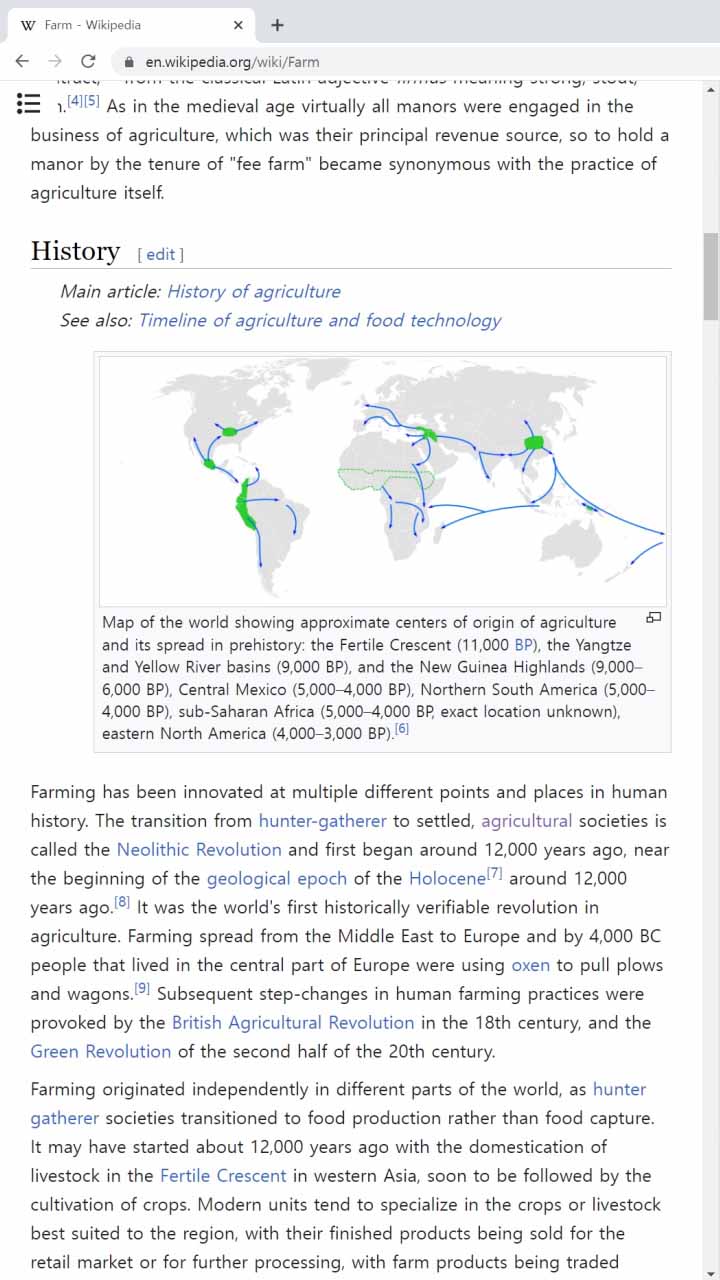 Farm - Wikipedia
en.wikipedia.org/wiki/Farm
from the classical Latin adjective firmus meaning strong, stout,
[4][5] As in the medieval age virtually all manors were engaged in the
business of agriculture, which was their principal revenue source, so to hold a
manor by the tenure of "fee farm" became synonymous with the practice of
agriculture itself.
History [ edit ]
Main article: History of agriculture
See also: Timeline of agriculture and food technology
Map of the world showing approximate centers of origin of agriculture
and its spread in prehistory: the Fertile Crescent (11,000 BP), the Yangtze
and Yellow River basins (9,000 BP), and the New Guinea Highlands (9,000–
6,000 BP), Central Mexico (5,000–4,000 BP), Northern South America (5,000–
4,000 BP), sub-Saharan Africa (5,000–4,000 BP, exact location unknown),
eastern North America (4,000–3,000 BP).[6]
Farming has been innovated at multiple different points and places in human
history. The transition from hunter-gatherer to settled, agricultural societies is
called the Neolithic Revolution and first began around 12,000 years ago, near
the beginning of the geological epoch of the Holocene[7] around 12,000
years ago.[8] It was the world's first historically verifiable revolution in
agriculture. Farming spread from the Middle East to Europe and by 4,000 BC
people that lived in the central part of Europe were using oxen to pull plows
and wagons.[9] Subsequent step-changes in human farming practices were
provoked by the British Agricultural Revolution in the 18th century, and the
Green Revolution of the second half of the 20th century.
Farming originated independently in different parts of the world, as hunter
gatherer societies transitioned to food production rather than food capture.
It may have started about 12,000 years ago with the domestication of
livestock in the Fertile Crescent in western Asia, soon to be followed by the
cultivation of crops. Modern units tend to specialize in the crops or livestock
best suited to the region, with their finished products being sold for the
retail market or for further processing, with farm products being traded